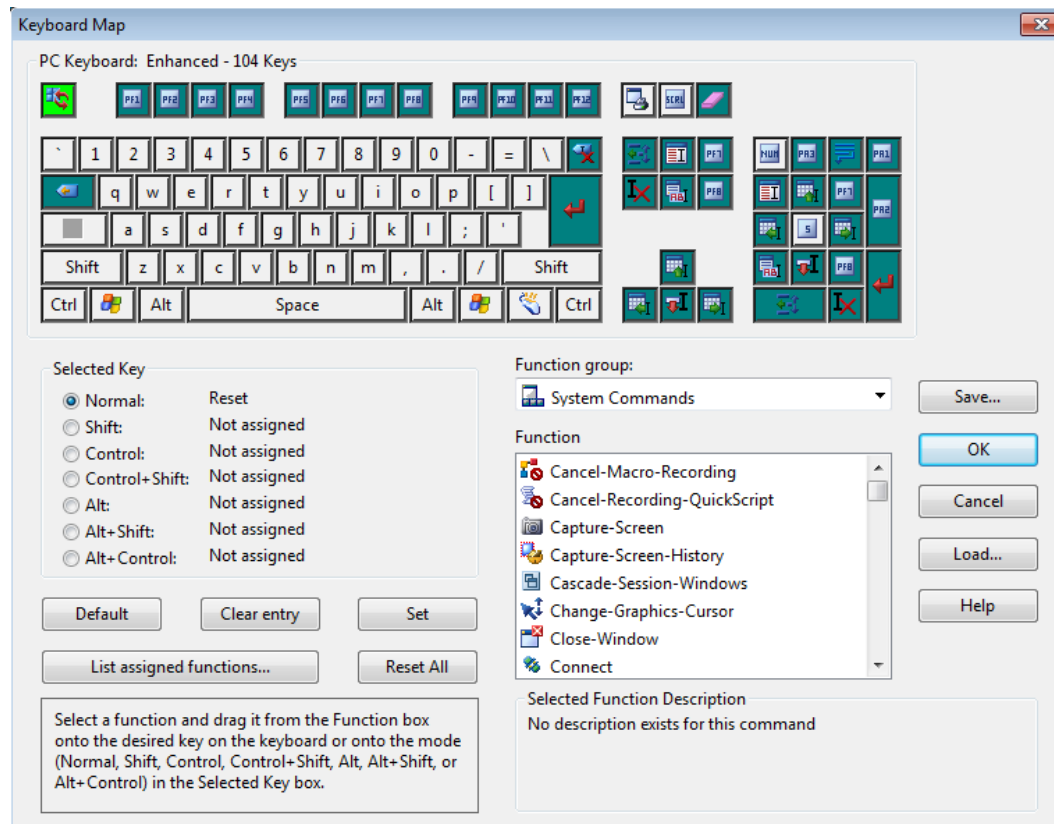 Keyboard Map
PC Keyboard: Enhanced - 104 Keys
PF1 PF2 PF3 PF4 PF5 PF6 PF7 PF8 PF9 PF10 PF11 PF12 SCRL
` 1 2 3 4 5 6 7 8 9 0 - = \ PF7 NUM PA3 PA1
q w e r t y u i o p [ ] PF8 PF7 PA2
a s d f g h j k l ; ' 5
Shift z x c v b n m , . / Shift PF8
Ctrl Alt Space Alt Ctrl
Selected Key
Normal: Reset
Shift: Not assigned
Control: Not assigned
Control+Shift: Not assigned
Alt: Not assigned
Alt+Shift: Not assigned
Alt+Control: Not assigned
Default Clear entry Set
List assigned functions... Reset All
Select a function and drag it from the Function box
onto the desired key on the keyboard or onto the mode
(Normal, Shift, Control, Control+Shift, Alt, Alt+Shift, or
Alt+Control) in the Selected Key box.
Function group:
System Commands
Function
Cancel-Macro-Recording
Cancel-Recording-QuickScript
Capture-Screen
Capture-Screen-History
Cascade-Session-Windows
Change-Graphics-Cursor
Close-Window
Connect
Selected Function Description
No description exists for this command
Save...
OK
Cancel
Load...
Help